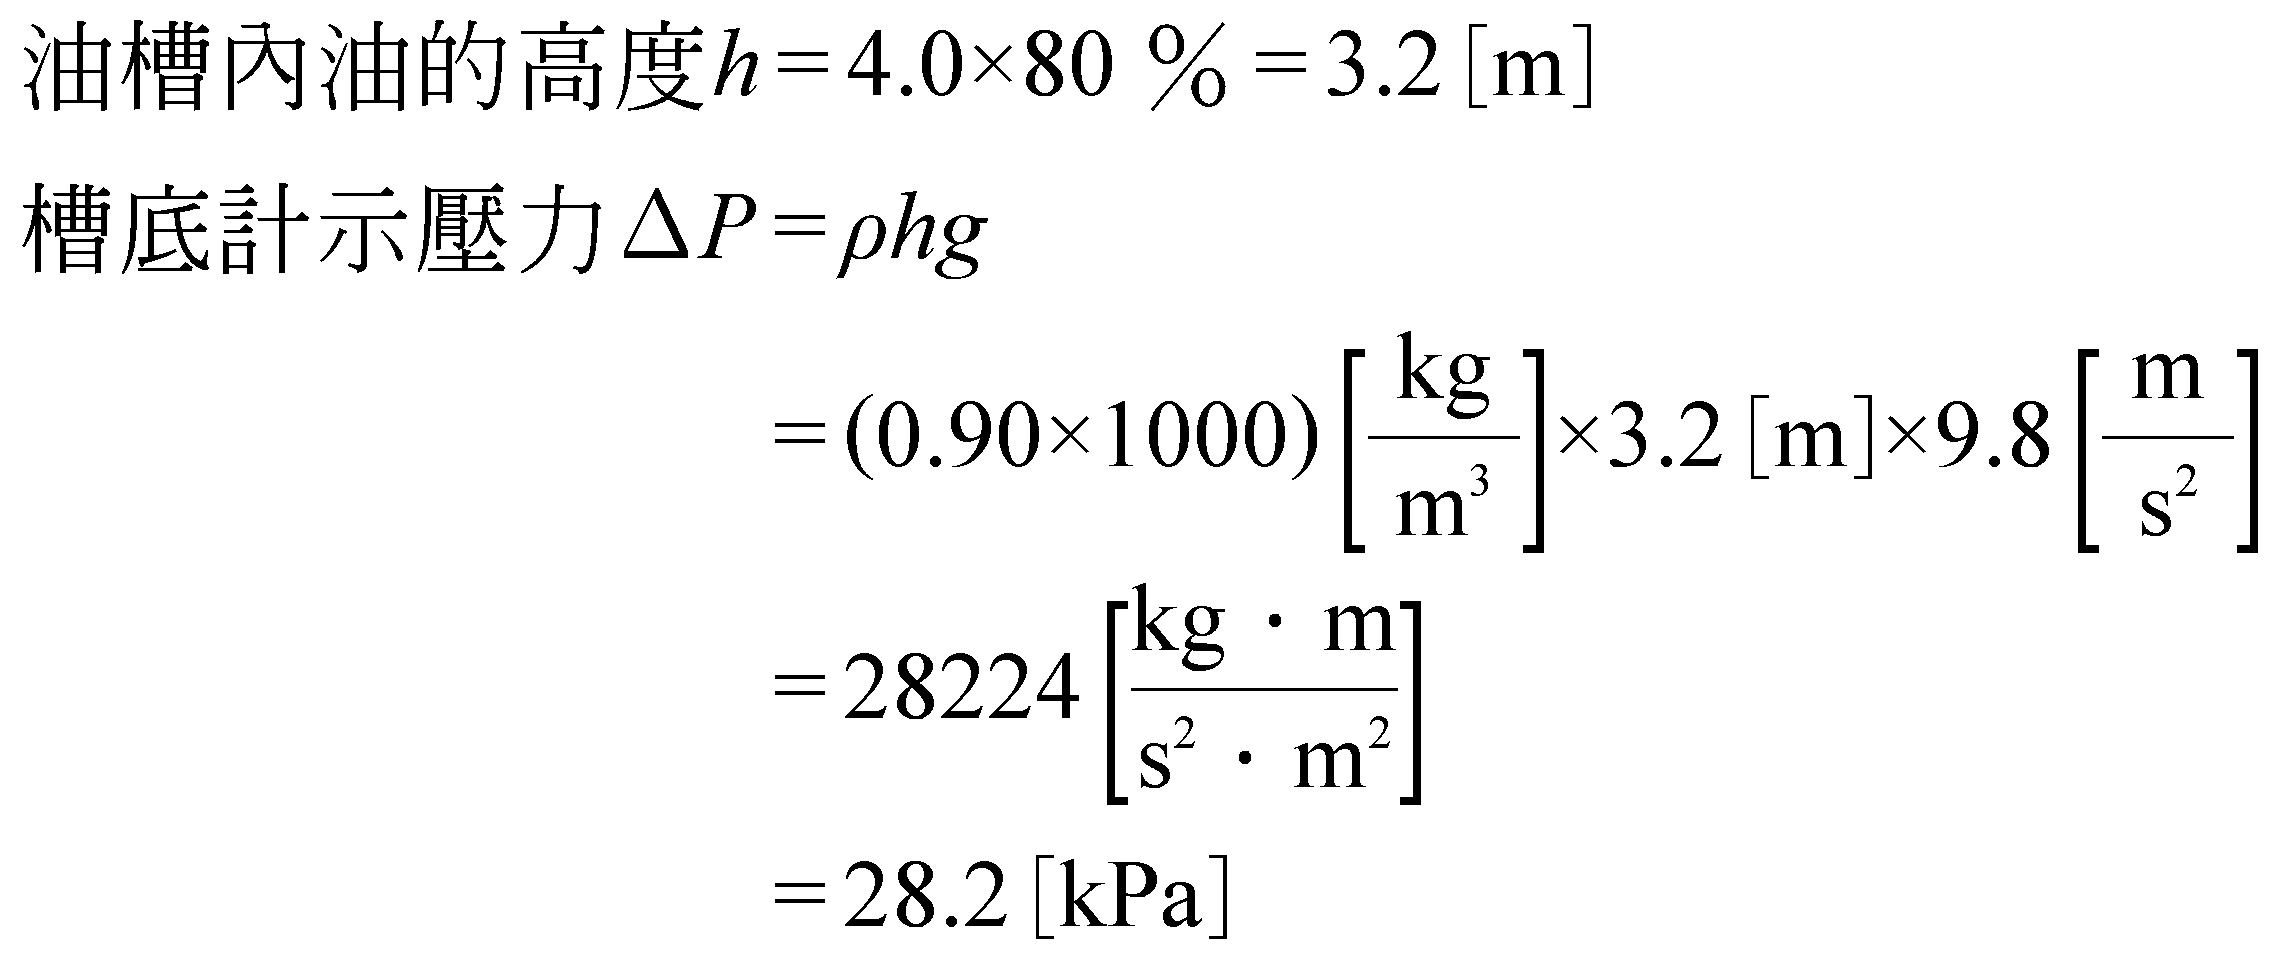 油槽內油的高度h = 4.0×80 % = 3.2 [m]
槽底計示壓力ΔP = ρhg
= (0.90×1000) [kg/m³]×3.2 [m]×9.8 [m/s²]
= 28224 [kg · m/s² · m²]
= 28.2 [kPa]